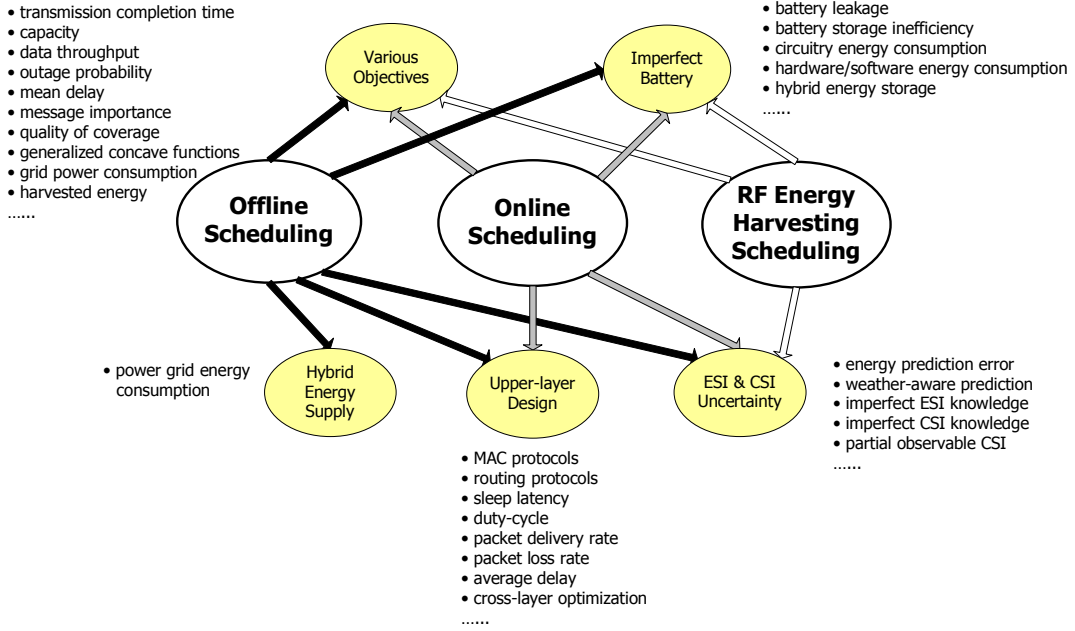 • transmission completion time
• capacity
• data throughput
• outage probability
• mean delay
• message importance
• quality of coverage
• generalized concave functions
• grid power consumption
• harvested energy
......
Various
Objectives
Imperfect
Battery
• battery leakage
• battery storage inefficiency
• circuitry energy consumption
• hardware/software energy consumption
• hybrid energy storage
......
Offline
Scheduling
Online
Scheduling
RF Energy
Harvesting
Scheduling
• power grid energy
consumption
Hybrid
Energy
Supply
Upper-layer
Design
ESI & CSI
Uncertainty
• energy prediction error
• weather-aware prediction
• imperfect ESI knowledge
• imperfect CSI knowledge
• partial observable CSI
......
• MAC protocols
• routing protocols
• sleep latency
• duty-cycle
• packet delivery rate
• packet loss rate
• average delay
• cross-layer optimization
......